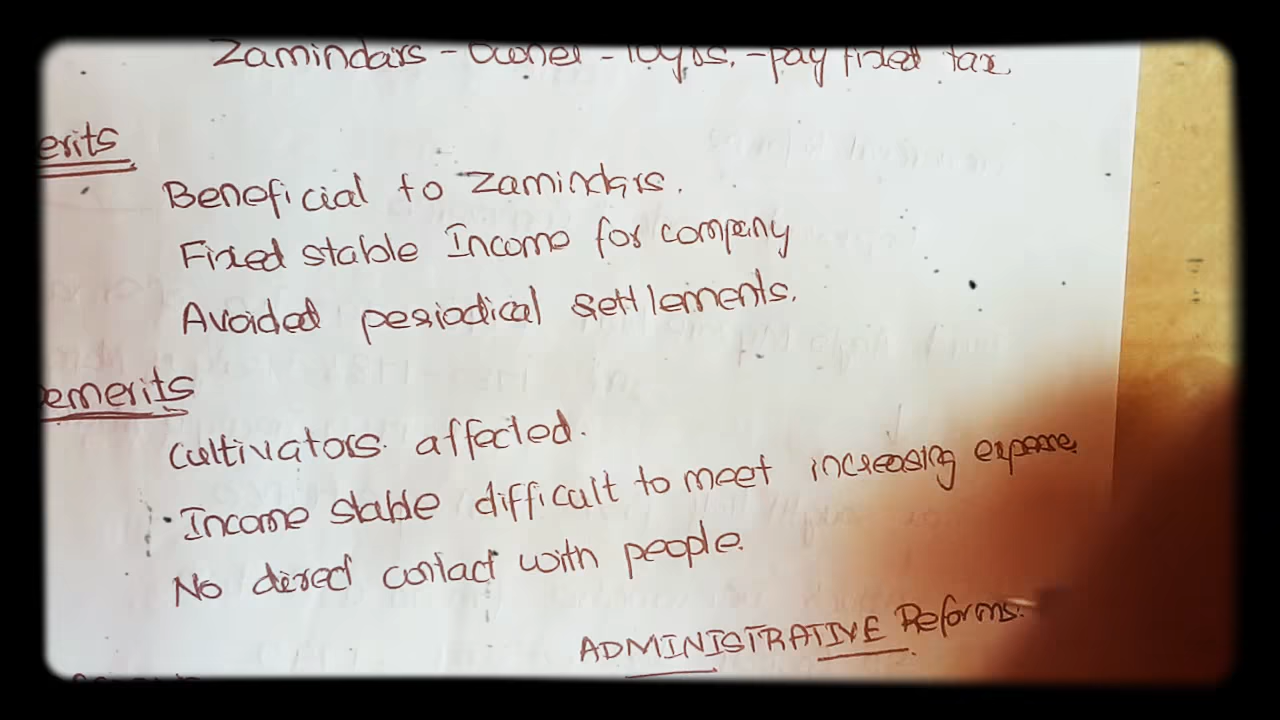 Zamindars - Owner - 10yrs. - pay fixed tax
erits
Beneficial to Zamindars.
Fixed stable Income for company
Avoided periodical settlements.
emerits
Cultivators affected.
Income stable difficult to meet increasing expense
No direct contact with people.
ADMINISTRATIVE Reforms.